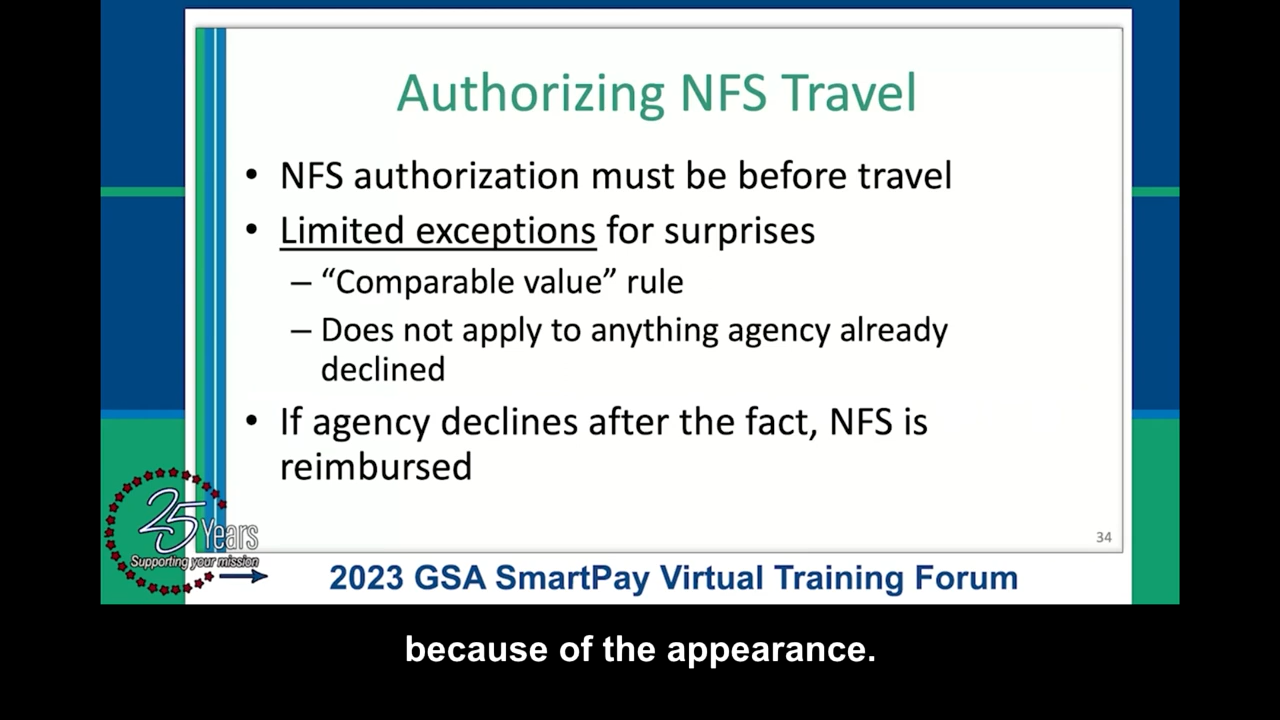 Authorizing NFS Travel
• NFS authorization must be before travel
• Limited exceptions for surprises
– “Comparable value” rule
– Does not apply to anything agency already
declined
• If agency declines after the fact, NFS is
reimbursed
34
25
Years
Supporting your mission
2023 GSA SmartPay Virtual Training Forum
because of the appearance.